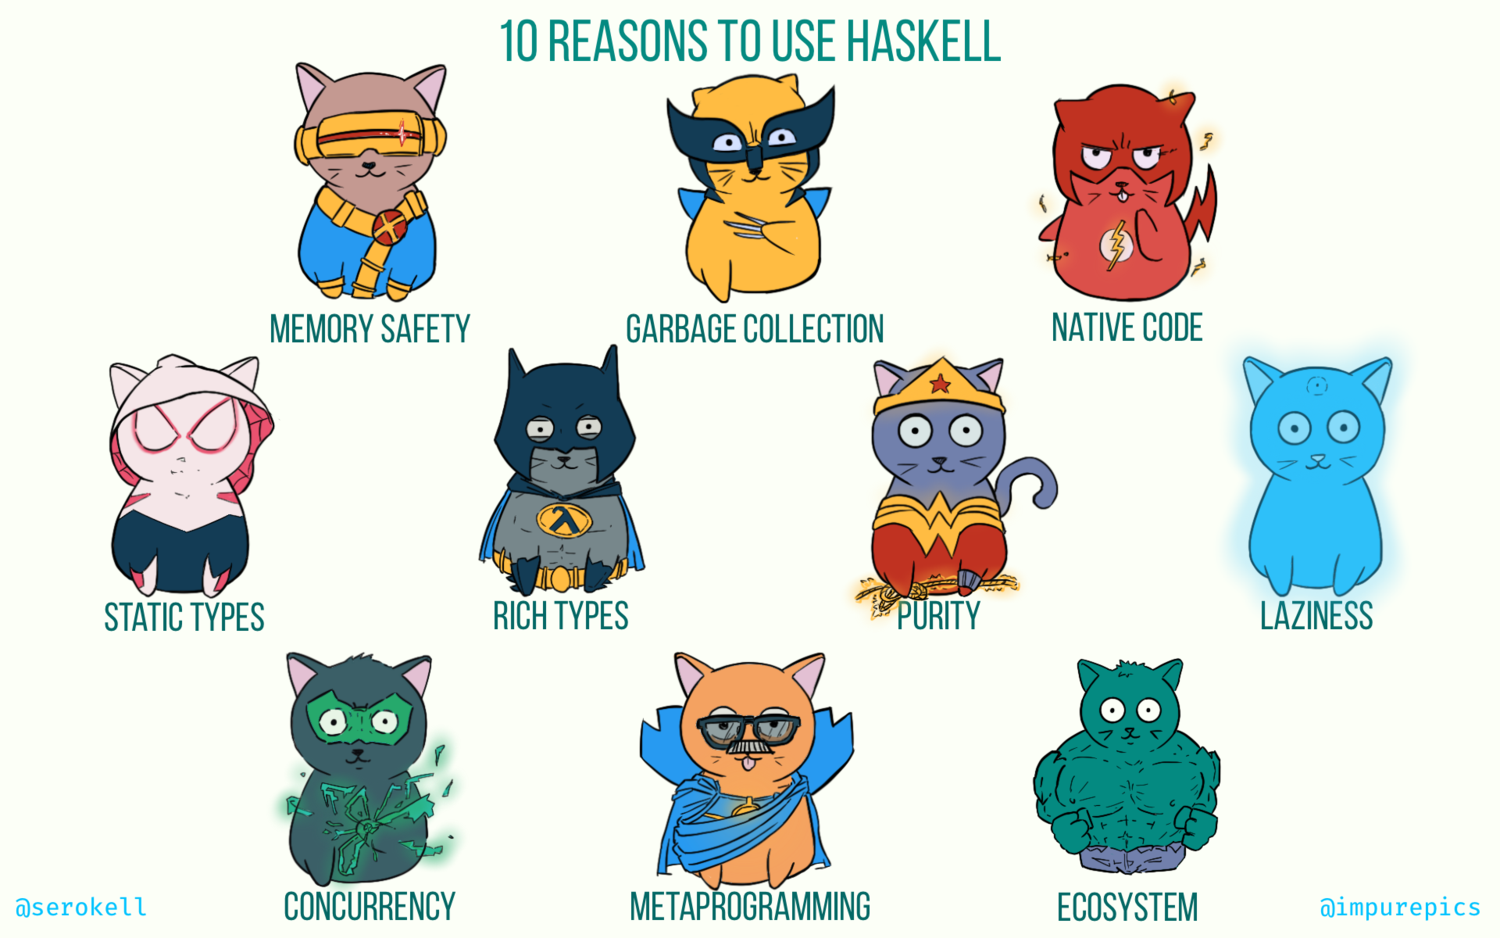 10 REASONS TO USE HASKELL
MEMORY SAFETY
GARBAGE COLLECTION
NATIVE CODE
STATIC TYPES
RICH TYPES
PURITY
LAZINESS
CONCURRENCY
METAPROGRAMMING
ECOSYSTEM
@serokell
@impurepics